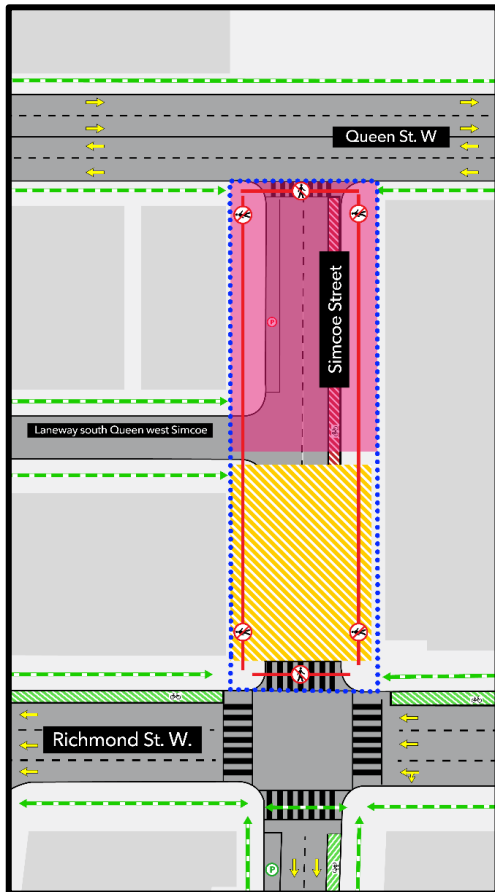 Queen St. W
Simcoe Street
P
Laneway south Queen west Simcoe
Richmond St. W.
P